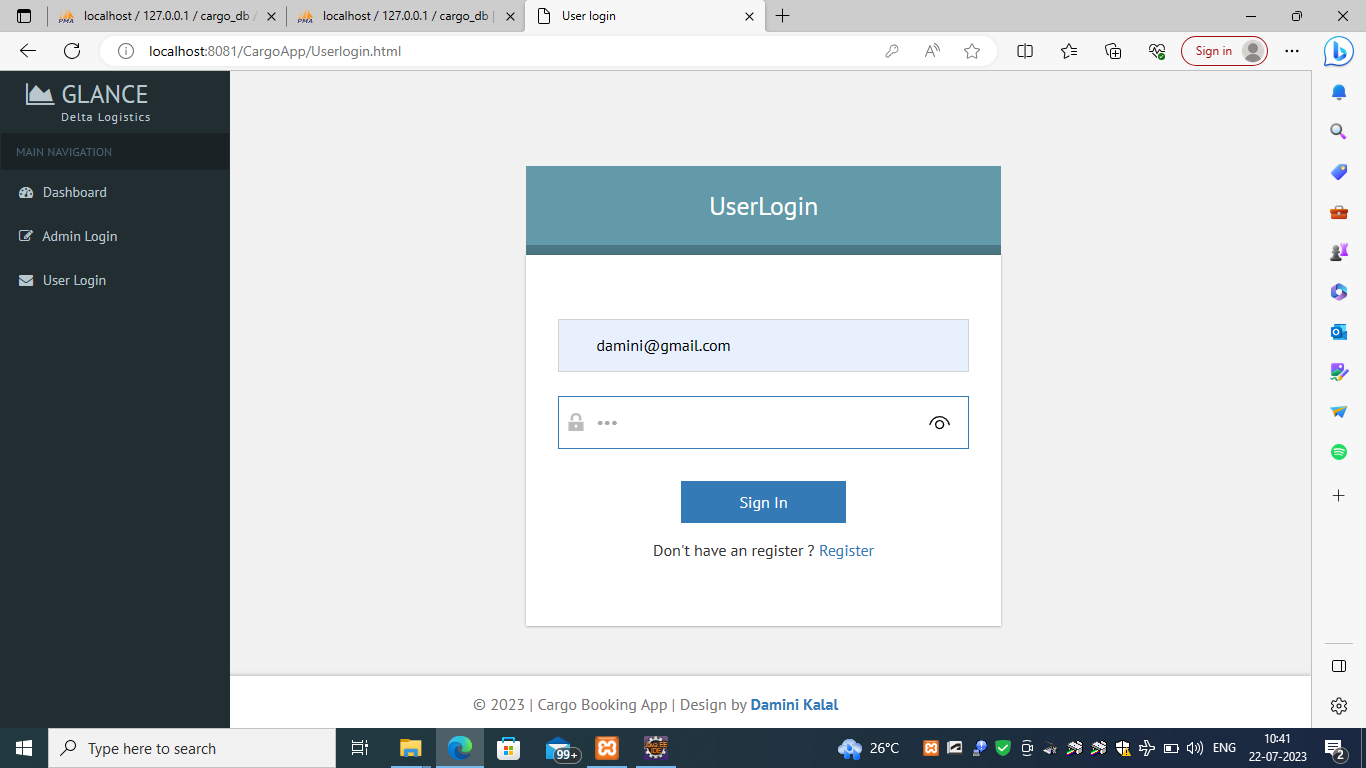 localhost / 127.0.0.1 / cargo_db /
localhost / 127.0.0.1 / cargo_db |
User login
localhost:8081/CargoApp/Userlogin.html
Sign in
GLANCE
Delta Logistics
MAIN NAVIGATION
Dashboard
Admin Login
User Login
UserLogin
damini@gmail.com
•••
Sign In
Don't have an register ? Register
© 2023 | Cargo Booking App | Design by Damini Kalal
Type here to search
99+
26°C
ENG
10:41
22-07-2023
2